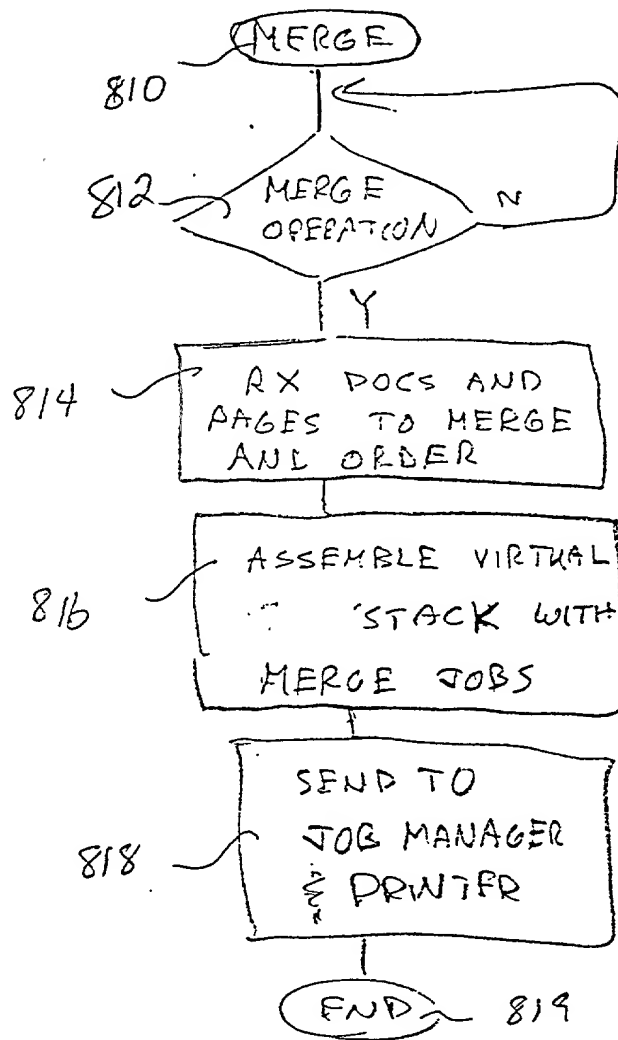 MERGE
810
812
MERGE
OPERATION
N
Y
814
RX DOCS AND
PAGES TO MERGE
AND ORDER
816
ASSEMBLE VIRTUAL
STACK WITH
MERGE JOBS
818
SEND TO
JOB MANAGER
& PRINTER
END
819